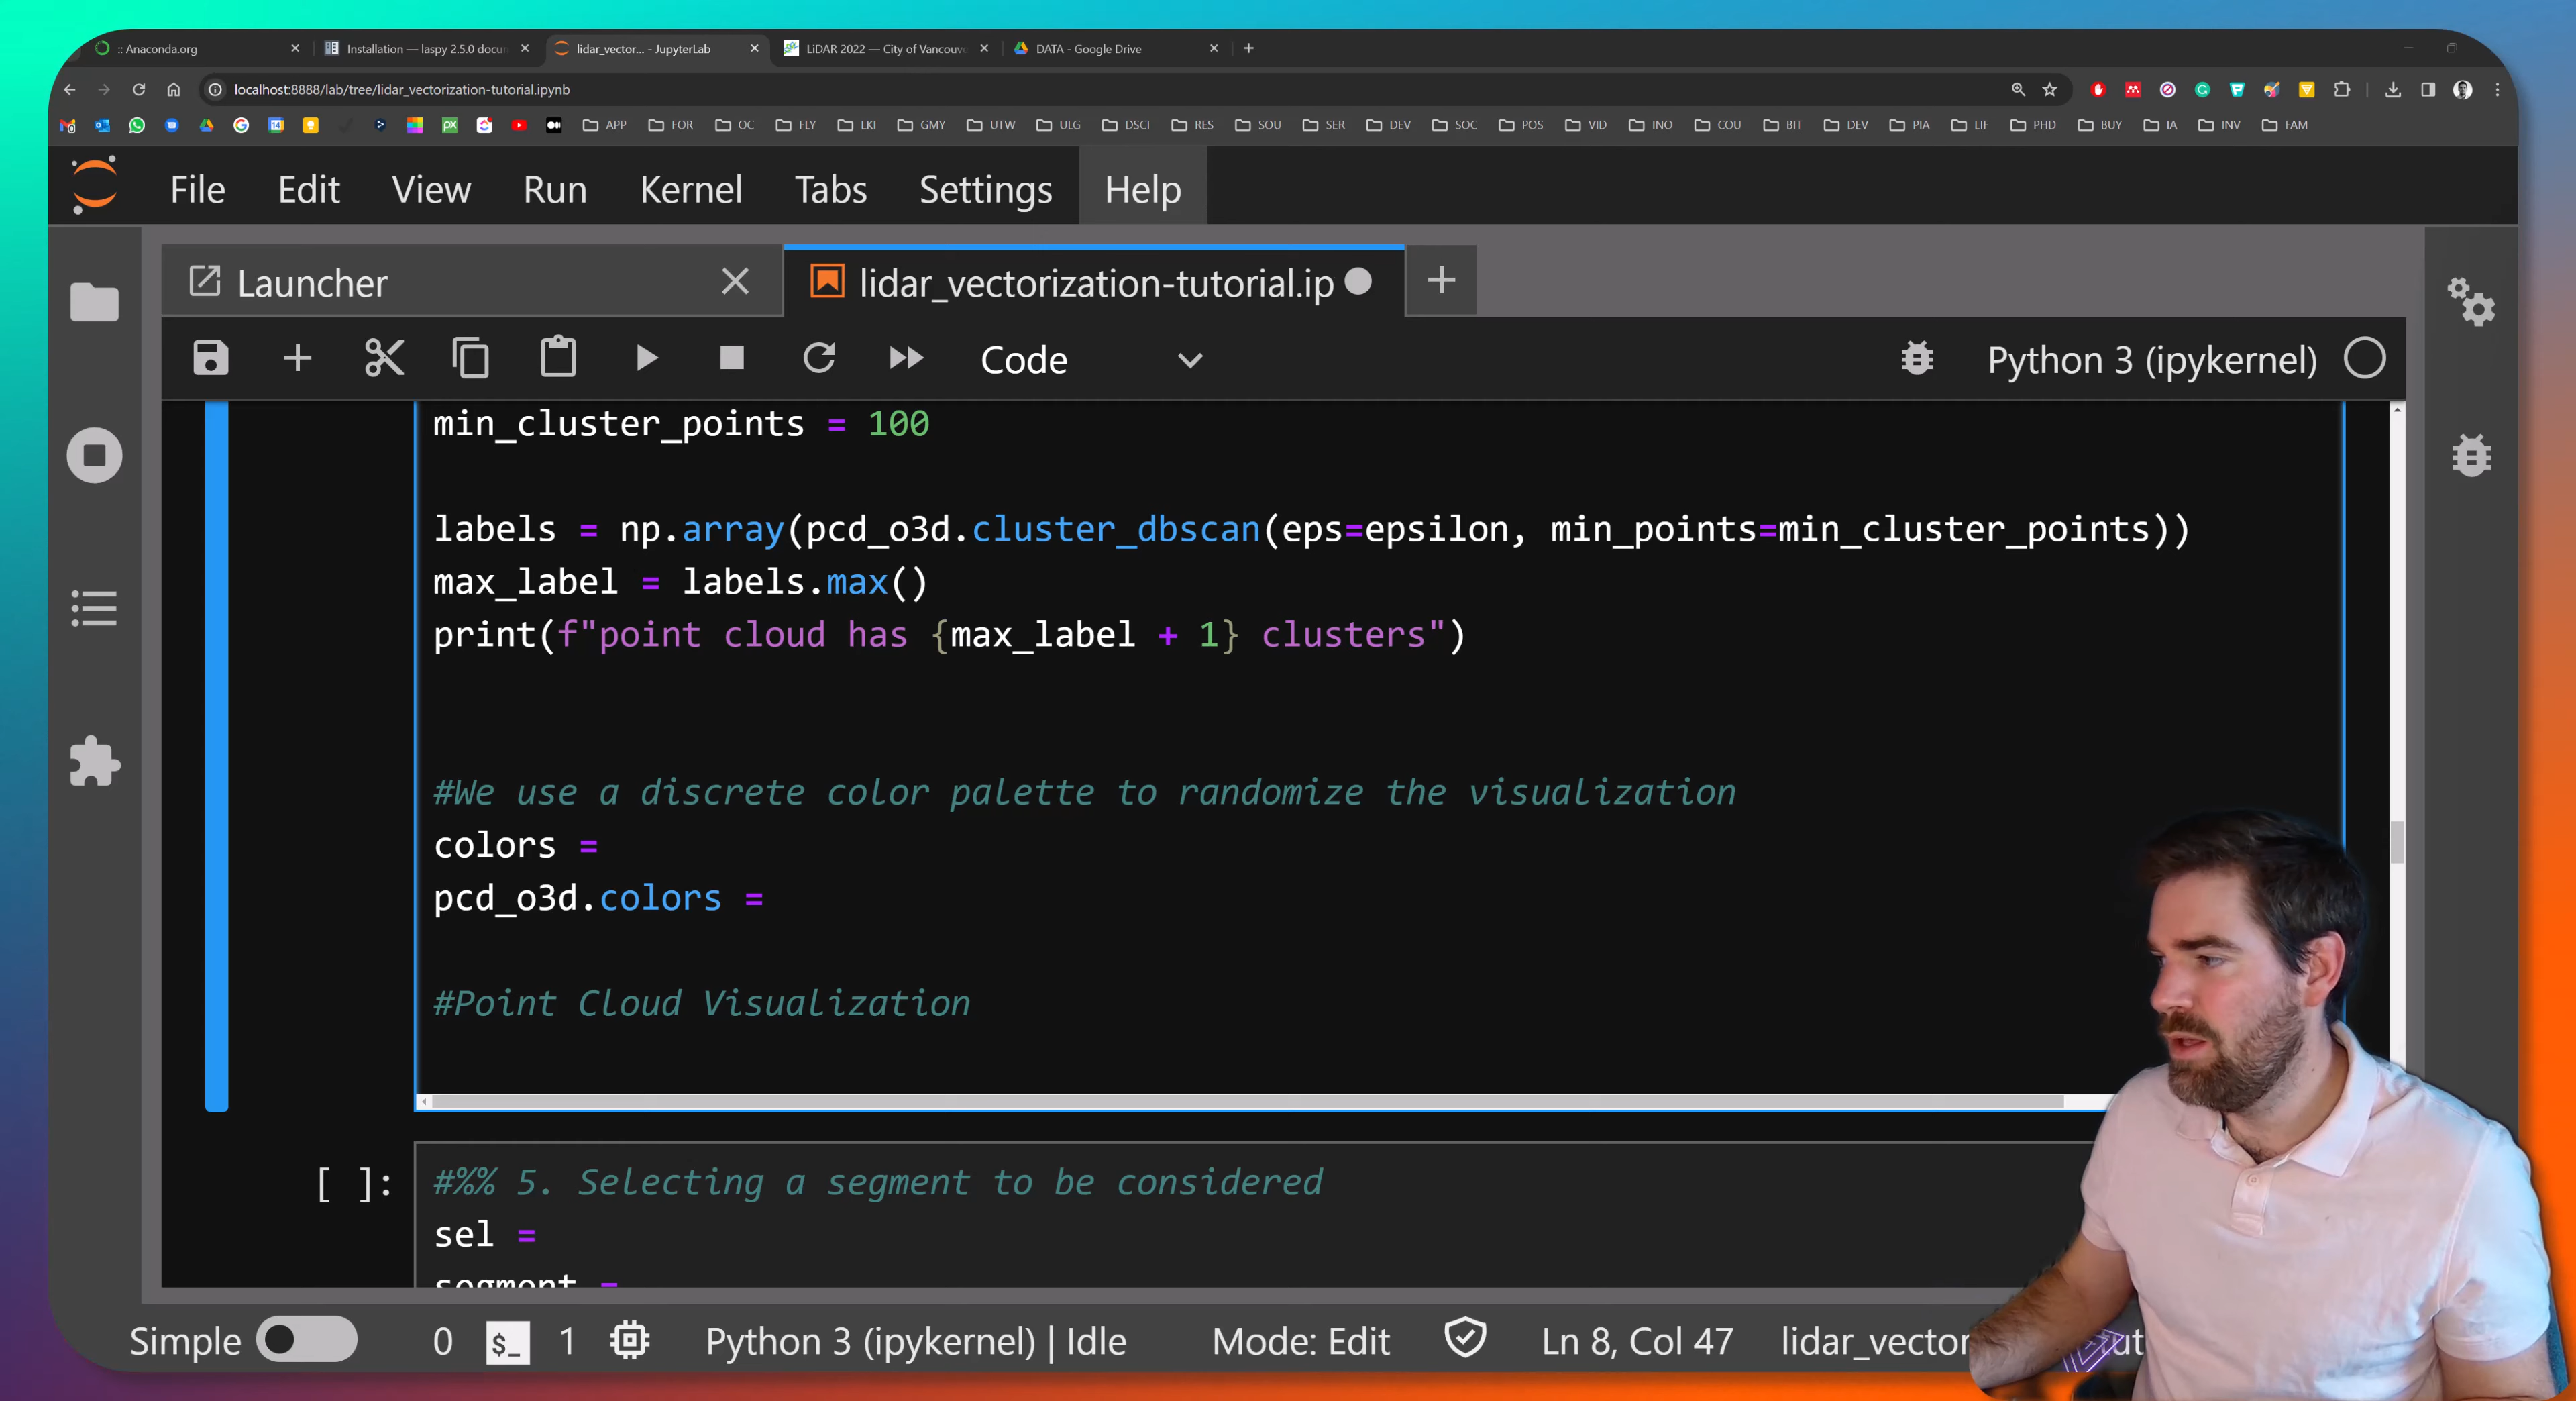 :: Anaconda.org
Installation — laspy 2.5.0 docun
lidar_vector... - JupyterLab
LiDAR 2022 — City of Vancouve
DATA - Google Drive
localhost:8888/lab/tree/lidar_vectorization-tutorial.ipynb
APP FOR OC FLY LKI GMY UTW ULG DSCI RES SOU SER DEV SOC POS VID INO COU BIT DEV PIA LIF PHD BUY IA INV FAM
File Edit View Run Kernel Tabs Settings Help
Launcher
lidar_vectorization-tutorial.ip
Code
Python 3 (ipykernel)
min_cluster_points = 100
labels = np.array(pcd_o3d.cluster_dbscan(eps=epsilon, min_points=min_cluster_points))
max_label = labels.max()
print(f"point cloud has {max_label + 1} clusters")
#We use a discrete color palette to randomize the visualization
colors =
pcd_o3d.colors =
#Point Cloud Visualization
[ ]:
#%% 5. Selecting a segment to be considered
sel =
segment =
Simple 0 $_ 1 Python 3 (ipykernel) | Idle Mode: Edit Ln 8, Col 47 lidar_vector